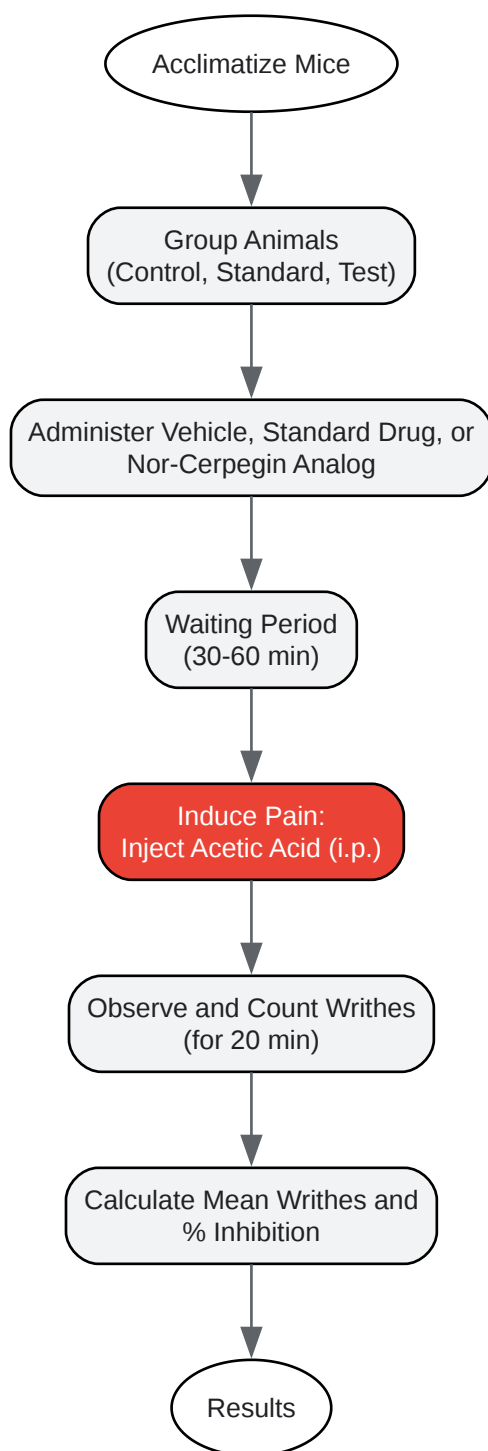 Acclimatize Mice
Group Animals
(Control, Standard, Test)
Administer Vehicle, Standard Drug, or
Nor-Cerpegin Analog
Waiting Period
(30-60 min)
Induce Pain:
Inject Acetic Acid (i.p.)
Observe and Count Writhes
(for 20 min)
Calculate Mean Writhes and
% Inhibition
Results